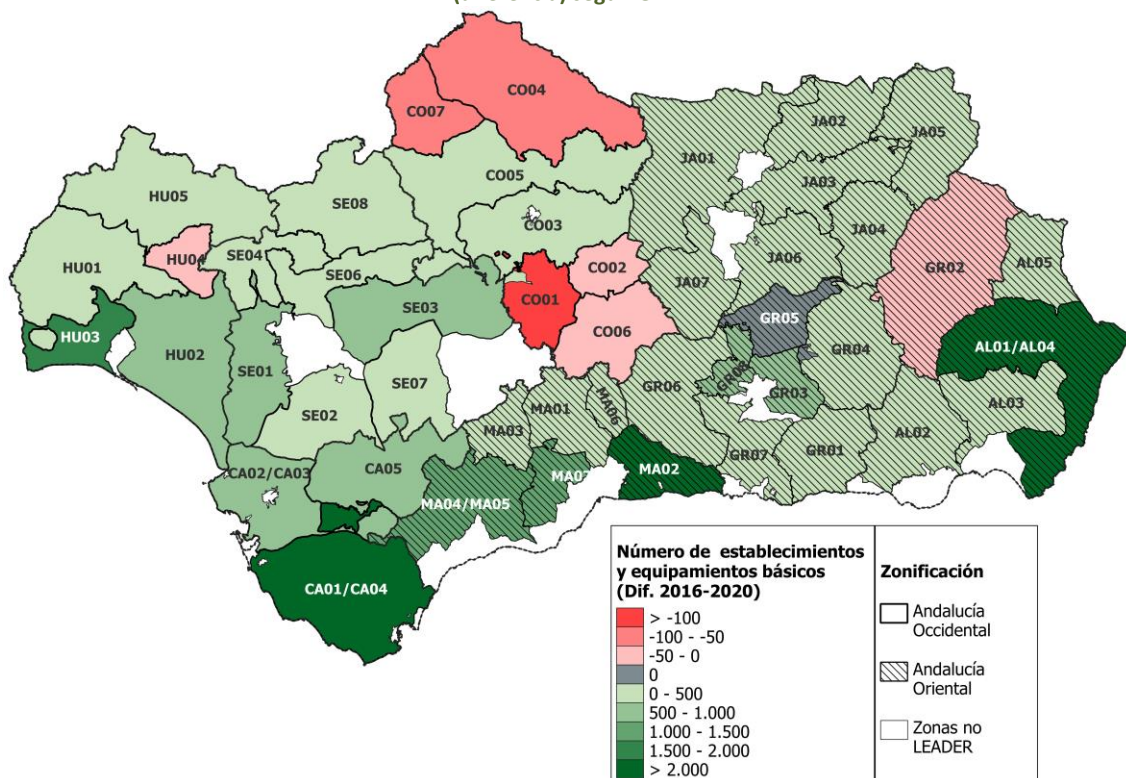 CO04
CO07
JA02
JA05
JA01
CO05
JA03
HU05
SE08
CO03
JA04
SE04
HU04
JA06
HU01
SE06
CO02
GR02
AL05
JA07
CO01
SE03
GR05
HU03
CO06
AL01/AL04
HU02
SE01
GR04
SE07
GR06
GR08
GR03
AL03
SE02
MA01
MA06
AL02
MA03
GR07
GR01
CA02/CA03
CA05
MA02
MA04/MA05
CA01/CA04
Número de establecimientos
y equipamientos básicos
(Dif. 2016-2020)
> -100
-100 - -50
-50 - 0
0
0 - 500
500 - 1.000
1.000 - 1.500
1.500 - 2.000
> 2.000
Zonificación
Andalucía
Occidental
Andalucía
Oriental
Zonas no
LEADER